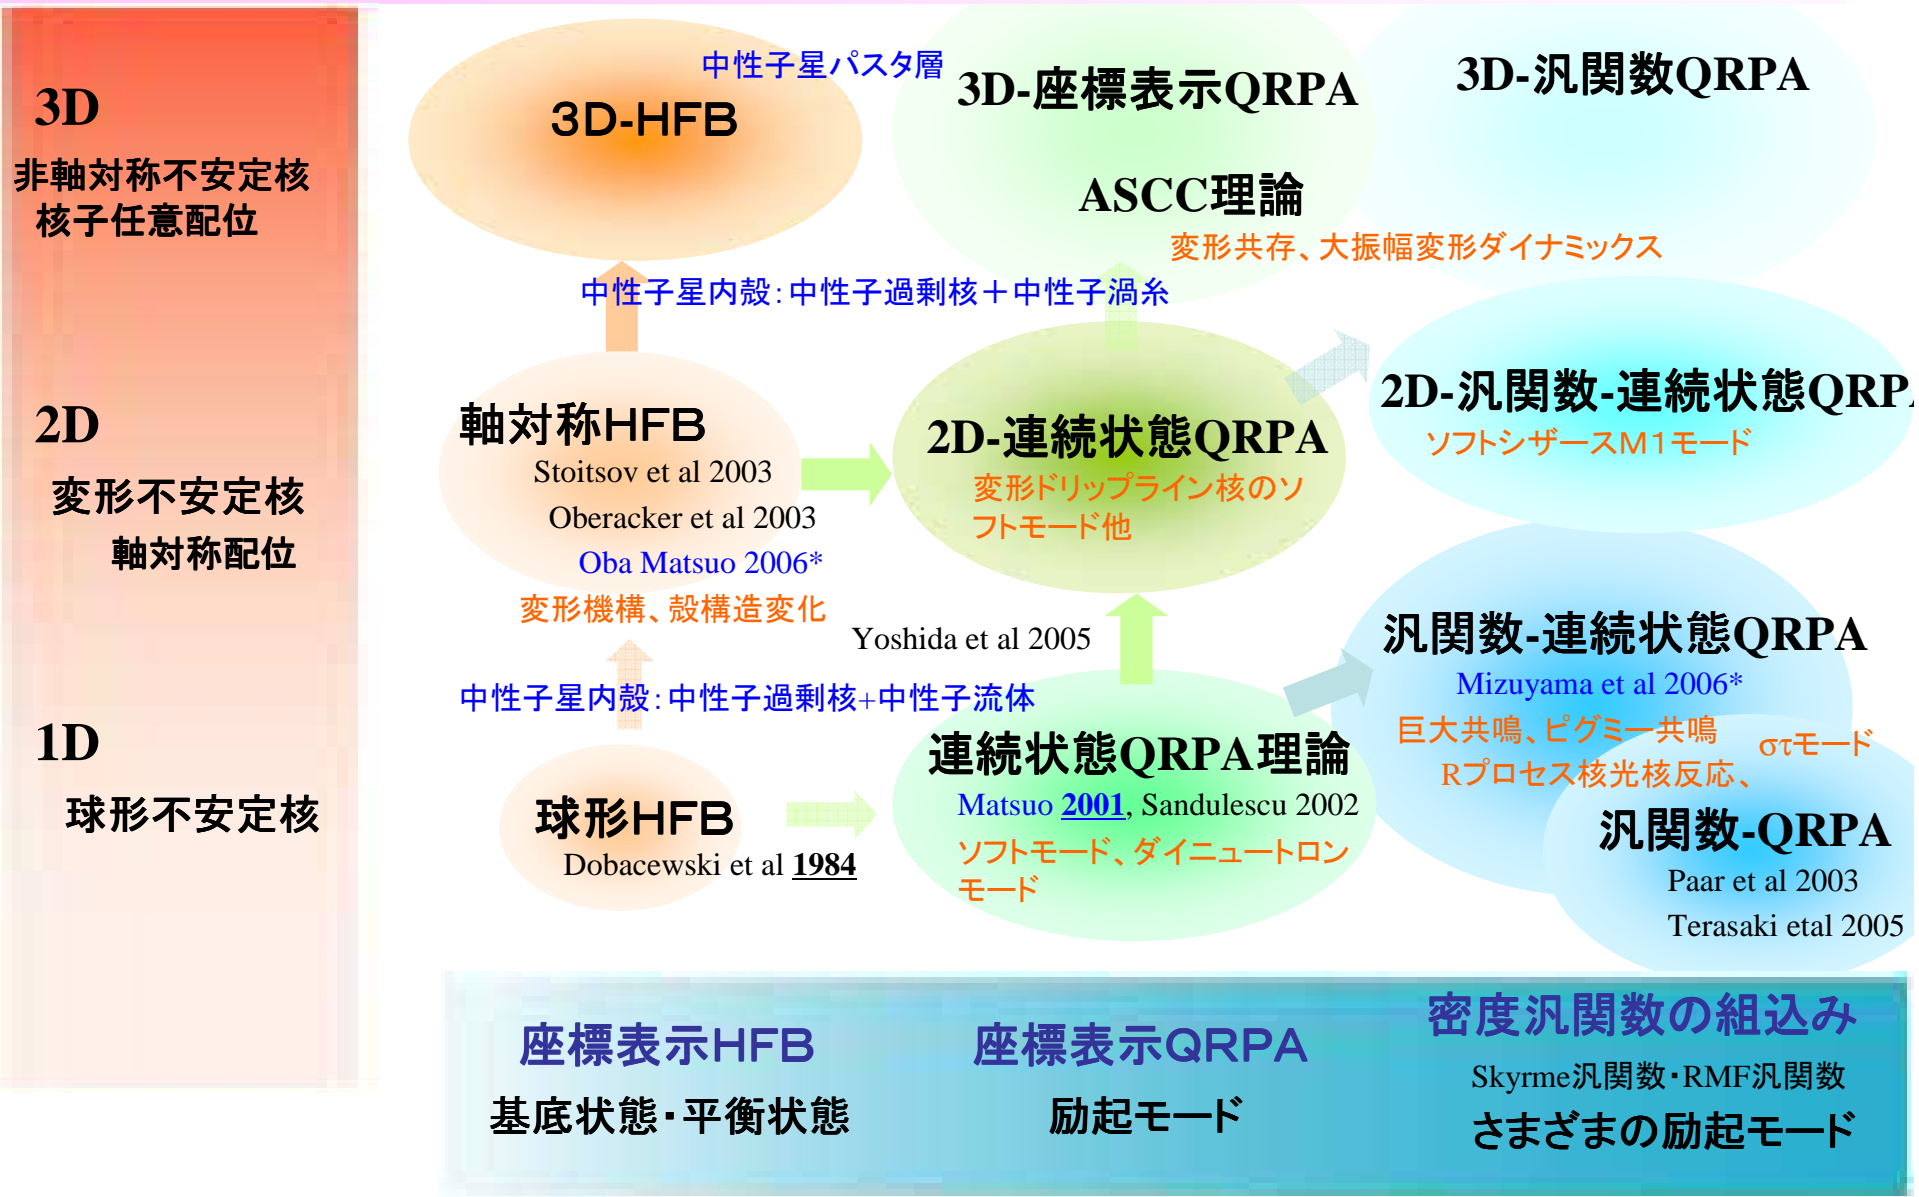 3D
非軸対称不安定核
核子任意配位
2D
変形不安定核
軸対称配位
1D
球形不安定核
中性子星パスタ層
3D-HFB
3D-座標表示QRPA
3D-汎関数QRPA
ASCC理論
変形共存、大振幅変形ダイナミックス
中性子星内殻:中性子過剰核+中性子渦糸
軸対称HFB
Stoitsov et al 2003
Oberacker et al 2003
Oba Matsuo 2006*
変形機構、殻構造変化
2D-連続状態QRPA
変形ドリップライン核のソ
フトモード他
2D-汎関数-連続状態QRPA
ソフトシザースM1モード
Yoshida et al 2005
中性子星内殻:中性子過剰核+中性子流体
球形HFB
Dobacewski et al 1984
連続状態QRPA理論
Matsuo 2001, Sandulescu 2002
ソフトモード、ダイニュートロン
モード
汎関数-連続状態QRPA
Mizuyama et al 2006*
巨大共鳴、ピグミー共鳴
στモード
Rプロセス核光核反応、
汎関数-QRPA
Paar et al 2003
Terasaki etal 2005
座標表示HFB
基底状態・平衡状態
座標表示QRPA
励起モード
密度汎関数の組込み
Skyrme汎関数・RMF汎関数
さまざまの励起モード